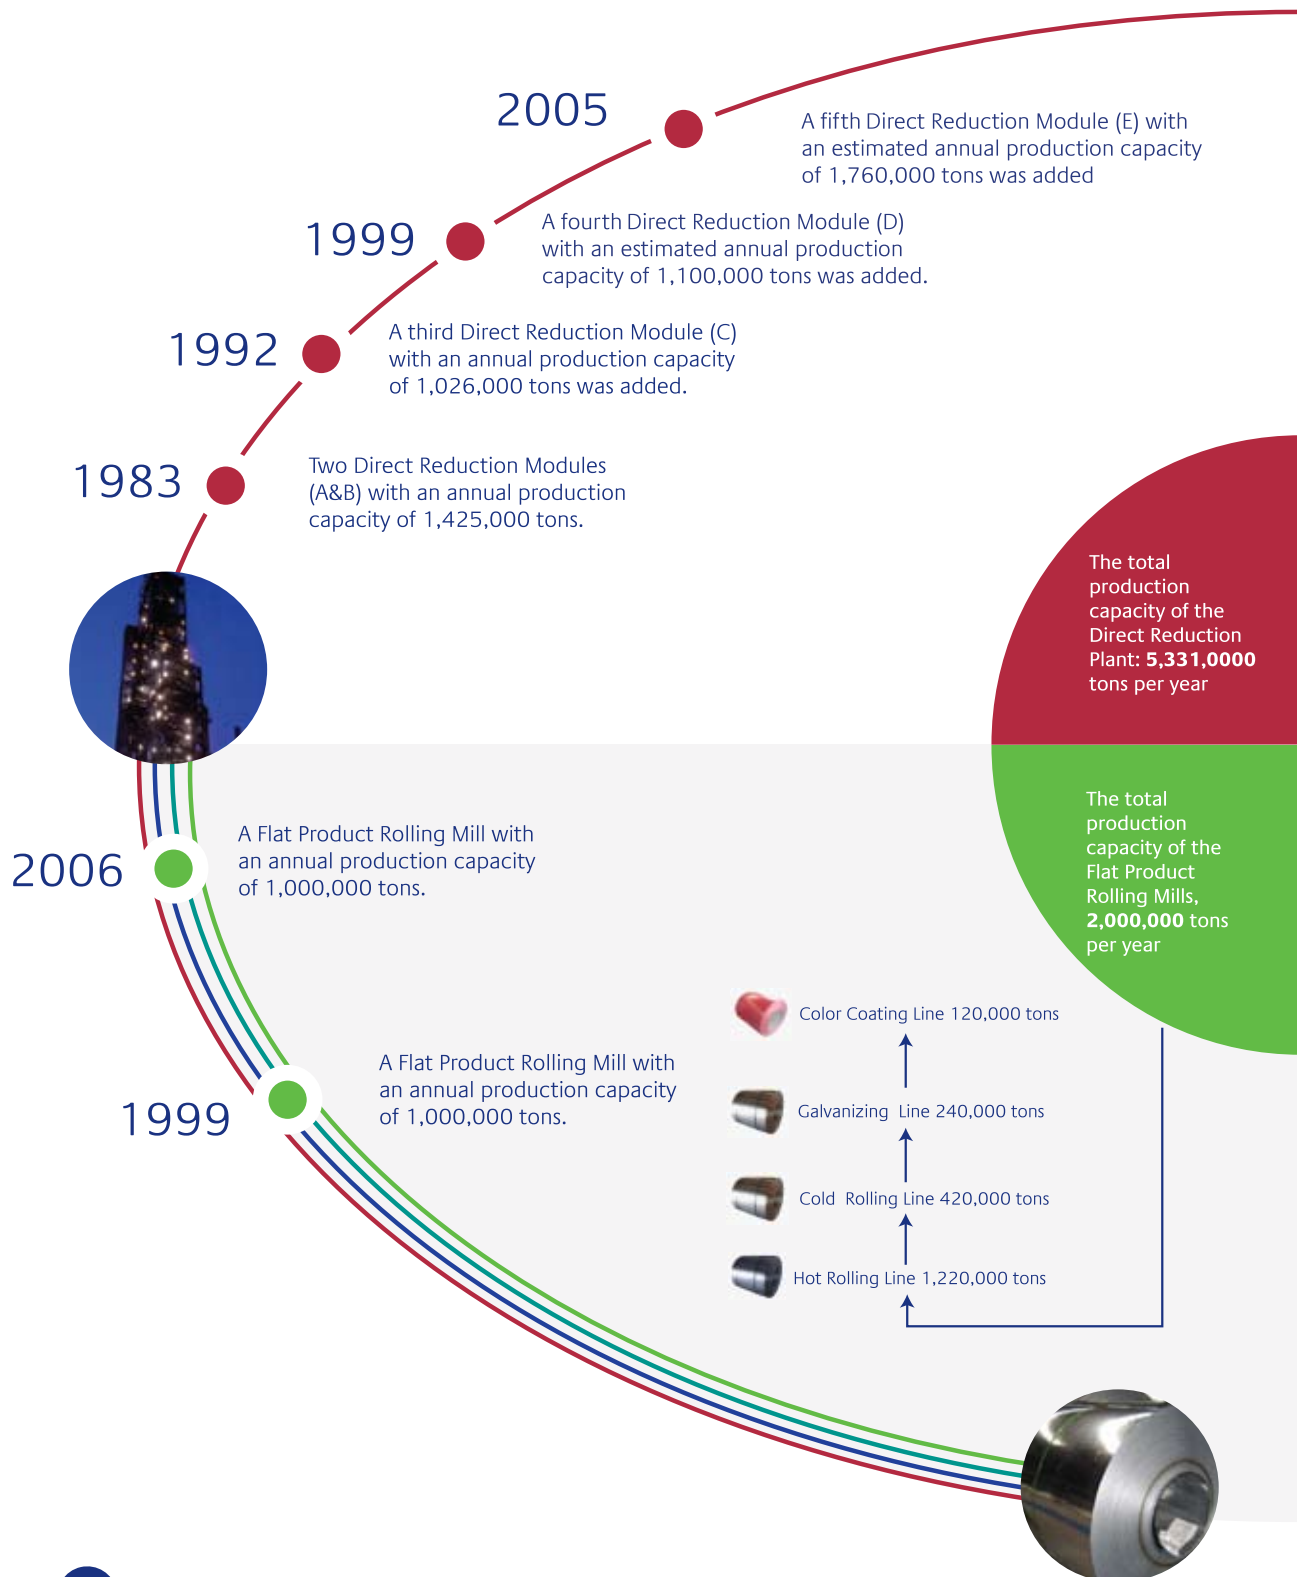 2005
A fifth Direct Reduction Module (E) with
an estimated annual production capacity
of 1,760,000 tons was added
1999
A fourth Direct Reduction Module (D)
with an estimated annual production
capacity of 1,100,000 tons was added.
1992
A third Direct Reduction Module (C)
with an annual production capacity
of 1,026,000 tons was added.
1983
Two Direct Reduction Modules
(A&B) with an annual production
capacity of 1,425,000 tons.
The total
production
capacity of the
Direct Reduction
Plant: 5,331,0000
tons per year
The total
production
capacity of the
Flat Product
Rolling Mills,
2,000,000 tons
per year
2006
A Flat Product Rolling Mill with
an annual production capacity
of 1,000,000 tons.
1999
A Flat Product Rolling Mill with
an annual production capacity
of 1,000,000 tons.
Color Coating Line 120,000 tons
Galvanizing Line 240,000 tons
Cold Rolling Line 420,000 tons
Hot Rolling Line 1,220,000 tons